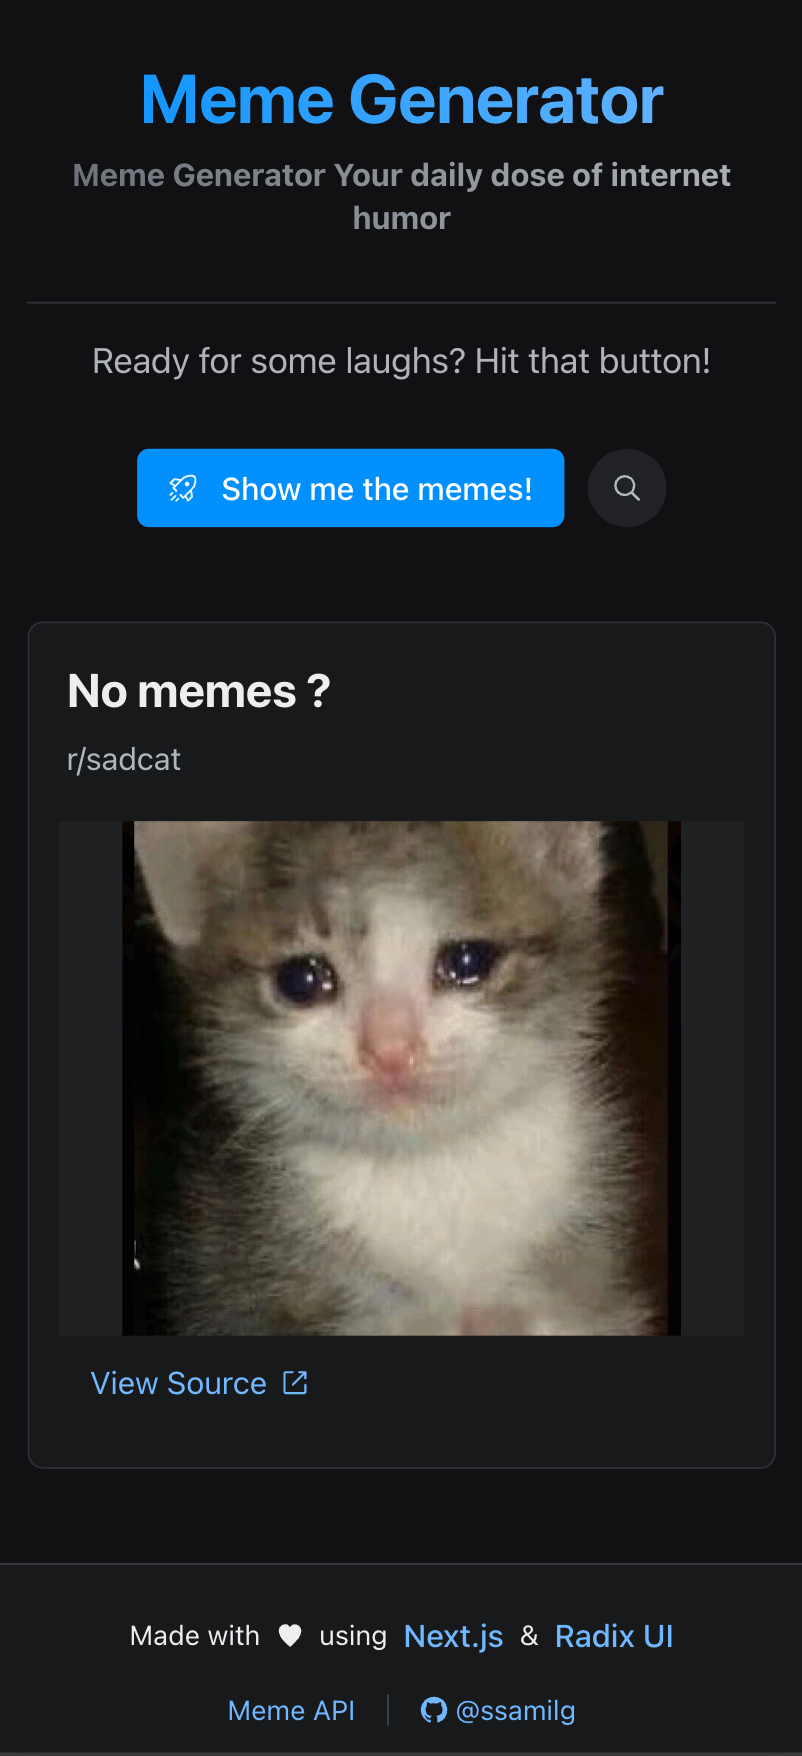 Meme Generator
Meme Generator Your daily dose of internet
humor
Ready for some laughs? Hit that button!
Show me the memes!
No memes ?
r/sadcat
View Source
Made with using Next.js & Radix UI
Meme API
@ssamilg